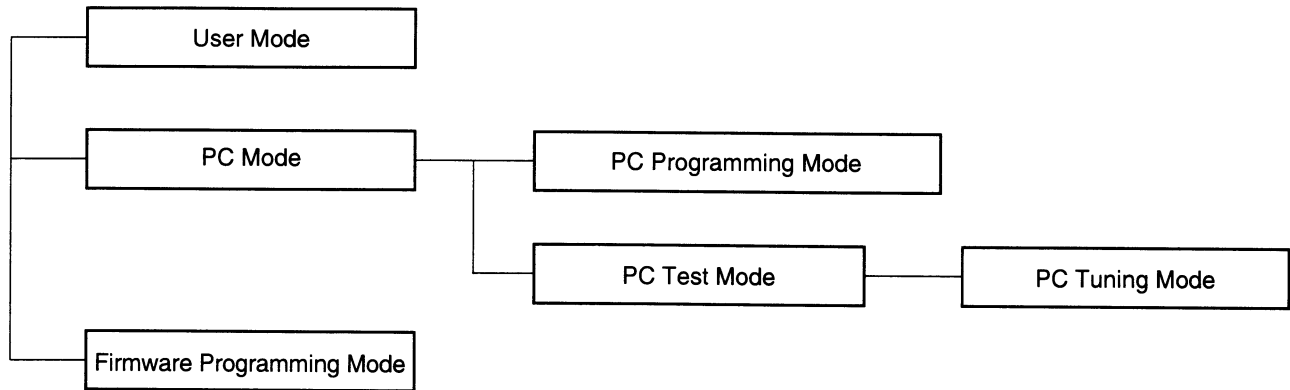 User Mode
PC Mode
PC Programming Mode
PC Test Mode
PC Tuning Mode
Firmware Programming Mode